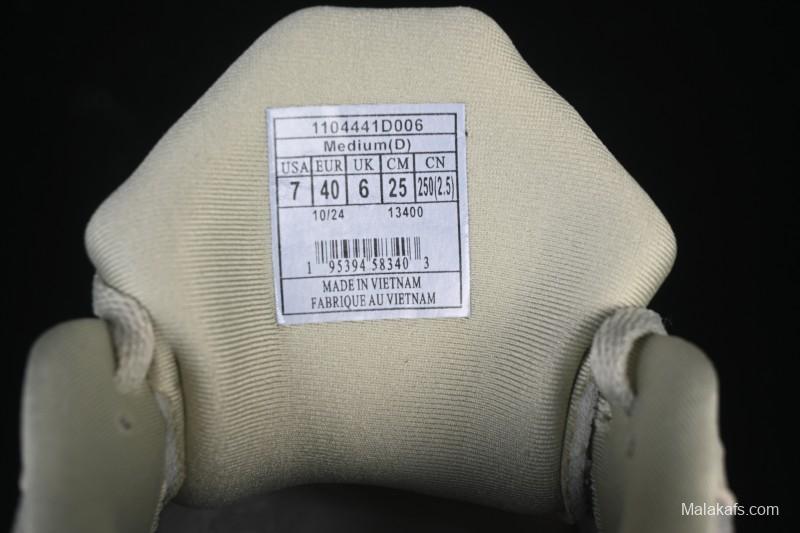 1104441D006
Medium(D)
USA EUR UK CM CN
7 40 6 25 250(2.5)
10/24 13400
1 95394 58340 3
MADE IN VIETNAM
FABRIQUE AU VIETNAM
Malakafs.com